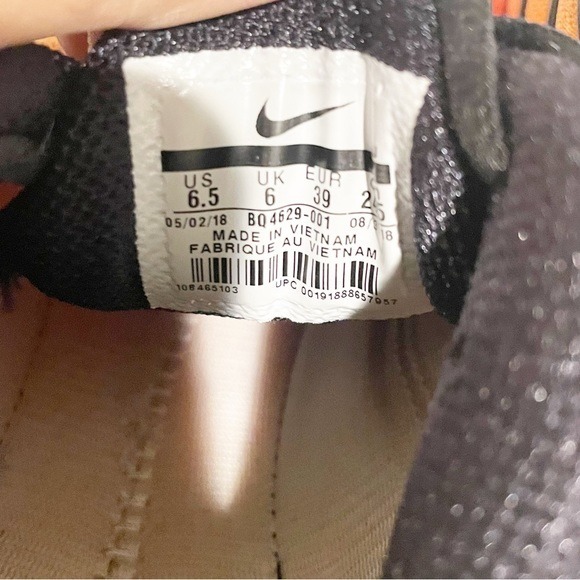 US UK EUR
6.5 6 39
05/02/18 BQ4629-001
MADE IN VIETNAM
FABRIQUE AU VIETNAM
108465103 UPC 00191888657957